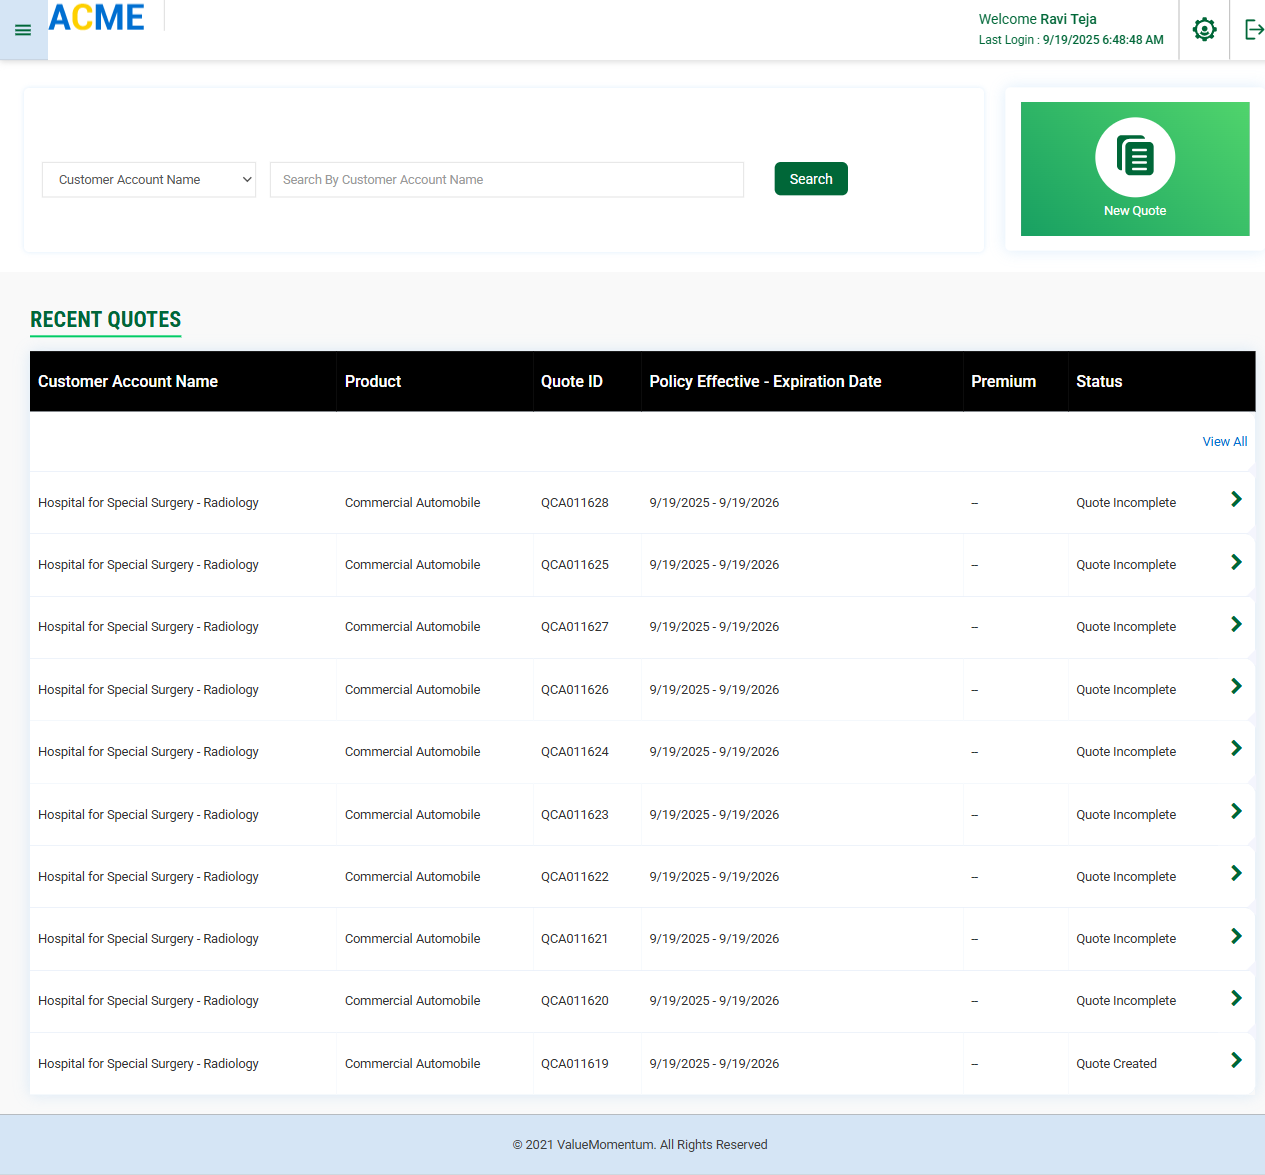 ACME
Welcome Ravi Teja
Last Login : 9/19/2025 6:48:48 AM
Customer Account Name Search By Customer Account Name Search
New Quote
RECENT QUOTES
Customer Account Name Product Quote ID Policy Effective - Expiration Date Premium Status
View All
Hospital for Special Surgery - Radiology Commercial Automobile QCA011628 9/19/2025 - 9/19/2026 -- Quote Incomplete
Hospital for Special Surgery - Radiology Commercial Automobile QCA011625 9/19/2025 - 9/19/2026 -- Quote Incomplete
Hospital for Special Surgery - Radiology Commercial Automobile QCA011627 9/19/2025 - 9/19/2026 -- Quote Incomplete
Hospital for Special Surgery - Radiology Commercial Automobile QCA011626 9/19/2025 - 9/19/2026 -- Quote Incomplete
Hospital for Special Surgery - Radiology Commercial Automobile QCA011624 9/19/2025 - 9/19/2026 -- Quote Incomplete
Hospital for Special Surgery - Radiology Commercial Automobile QCA011623 9/19/2025 - 9/19/2026 -- Quote Incomplete
Hospital for Special Surgery - Radiology Commercial Automobile QCA011622 9/19/2025 - 9/19/2026 -- Quote Incomplete
Hospital for Special Surgery - Radiology Commercial Automobile QCA011621 9/19/2025 - 9/19/2026 -- Quote Incomplete
Hospital for Special Surgery - Radiology Commercial Automobile QCA011620 9/19/2025 - 9/19/2026 -- Quote Incomplete
Hospital for Special Surgery - Radiology Commercial Automobile QCA011619 9/19/2025 - 9/19/2026 -- Quote Created
© 2021 ValueMomentum. All Rights Reserved